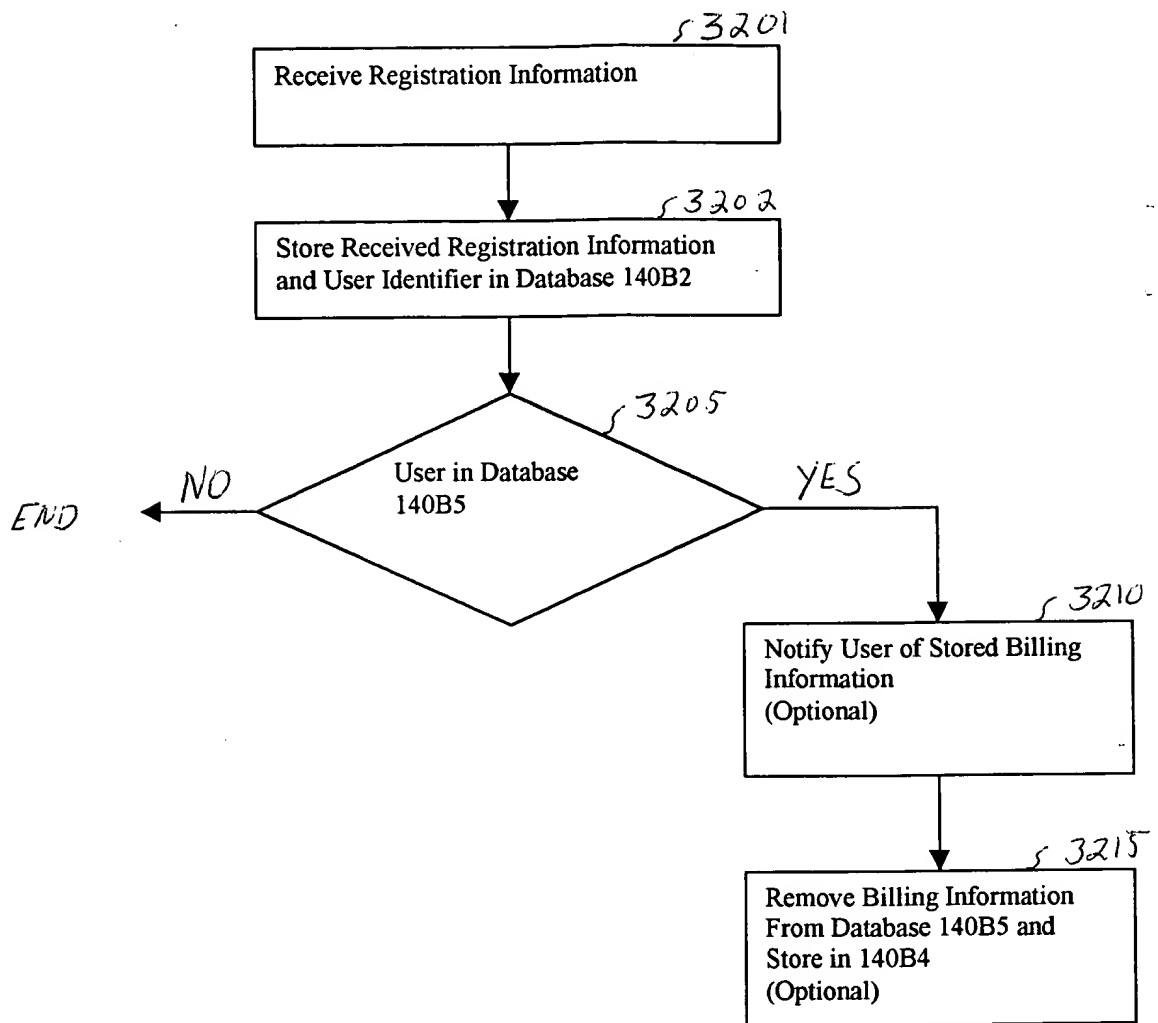 3201
Receive Registration Information
3202
Store Received Registration Information
and User Identifier in Database 140B2
3205
User in Database
140B5
NO
YES
END
3210
Notify User of Stored Billing
Information
(Optional)
3215
Remove Billing Information
From Database 140B5 and
Store in 140B4
(Optional)